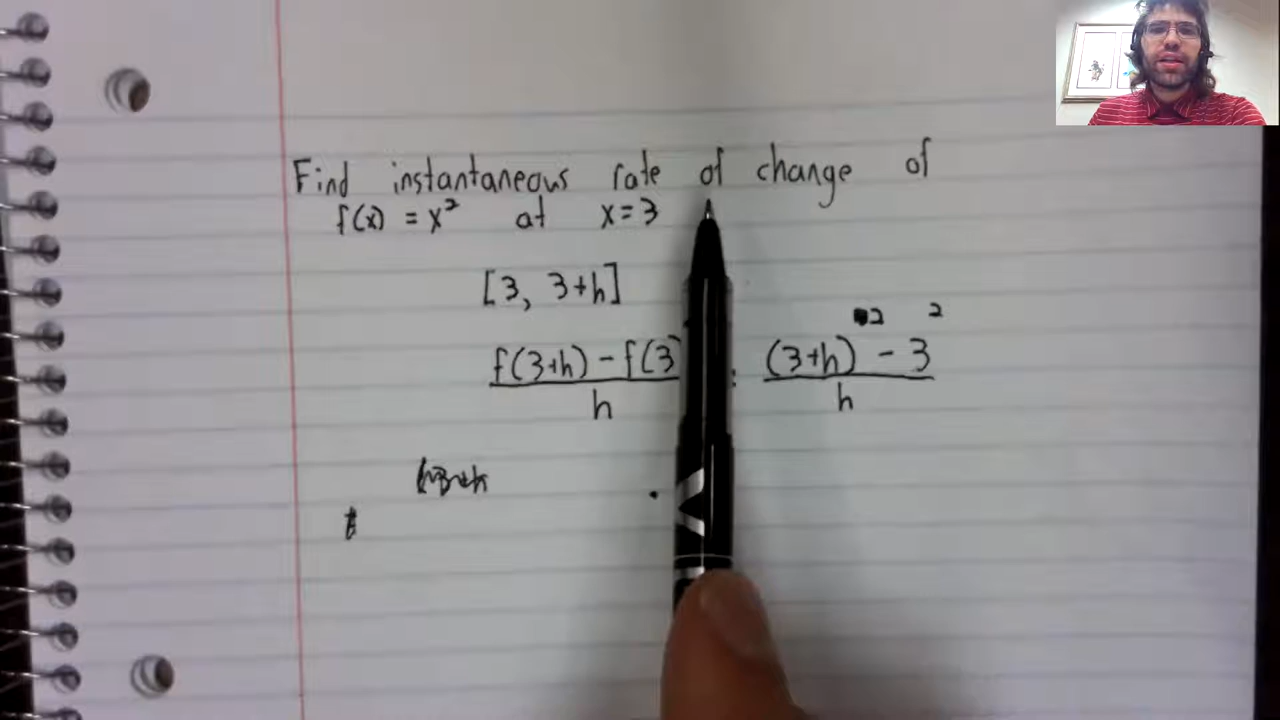 Find instantaneous rate of change of
f(x) = x² at x=3
[3, 3+h]
f(3+h) - f(3 (3+h)² - 3²
h h